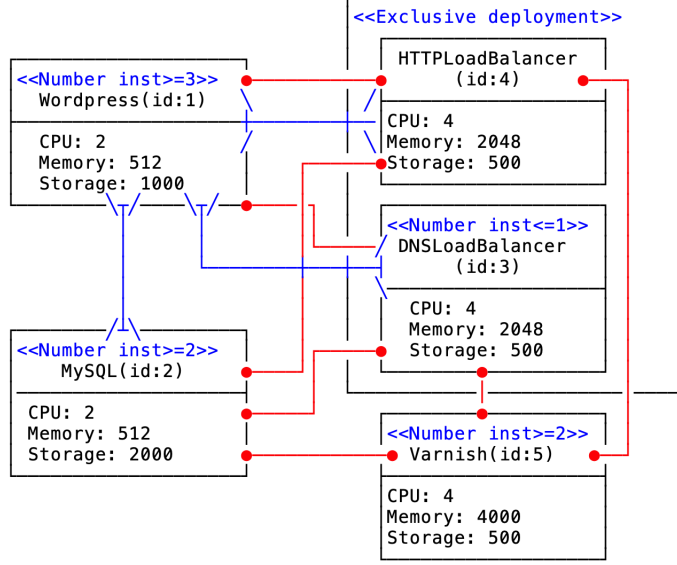 <<Exclusive deployment>>
<<Number inst>=3>>
Wordpress(id:1)
CPU: 2
Memory: 512
Storage: 1000
HTTPLoadBalancer
(id:4)
CPU: 4
Memory: 2048
Storage: 500
<<Number inst<=1>>
DNSLoadBalancer
(id:3)
CPU: 4
Memory: 2048
Storage: 500
<<Number inst>=2>>
MySQL(id:2)
CPU: 2
Memory: 512
Storage: 2000
<<Number inst>=2>>
Varnish(id:5)
CPU: 4
Memory: 4000
Storage: 500